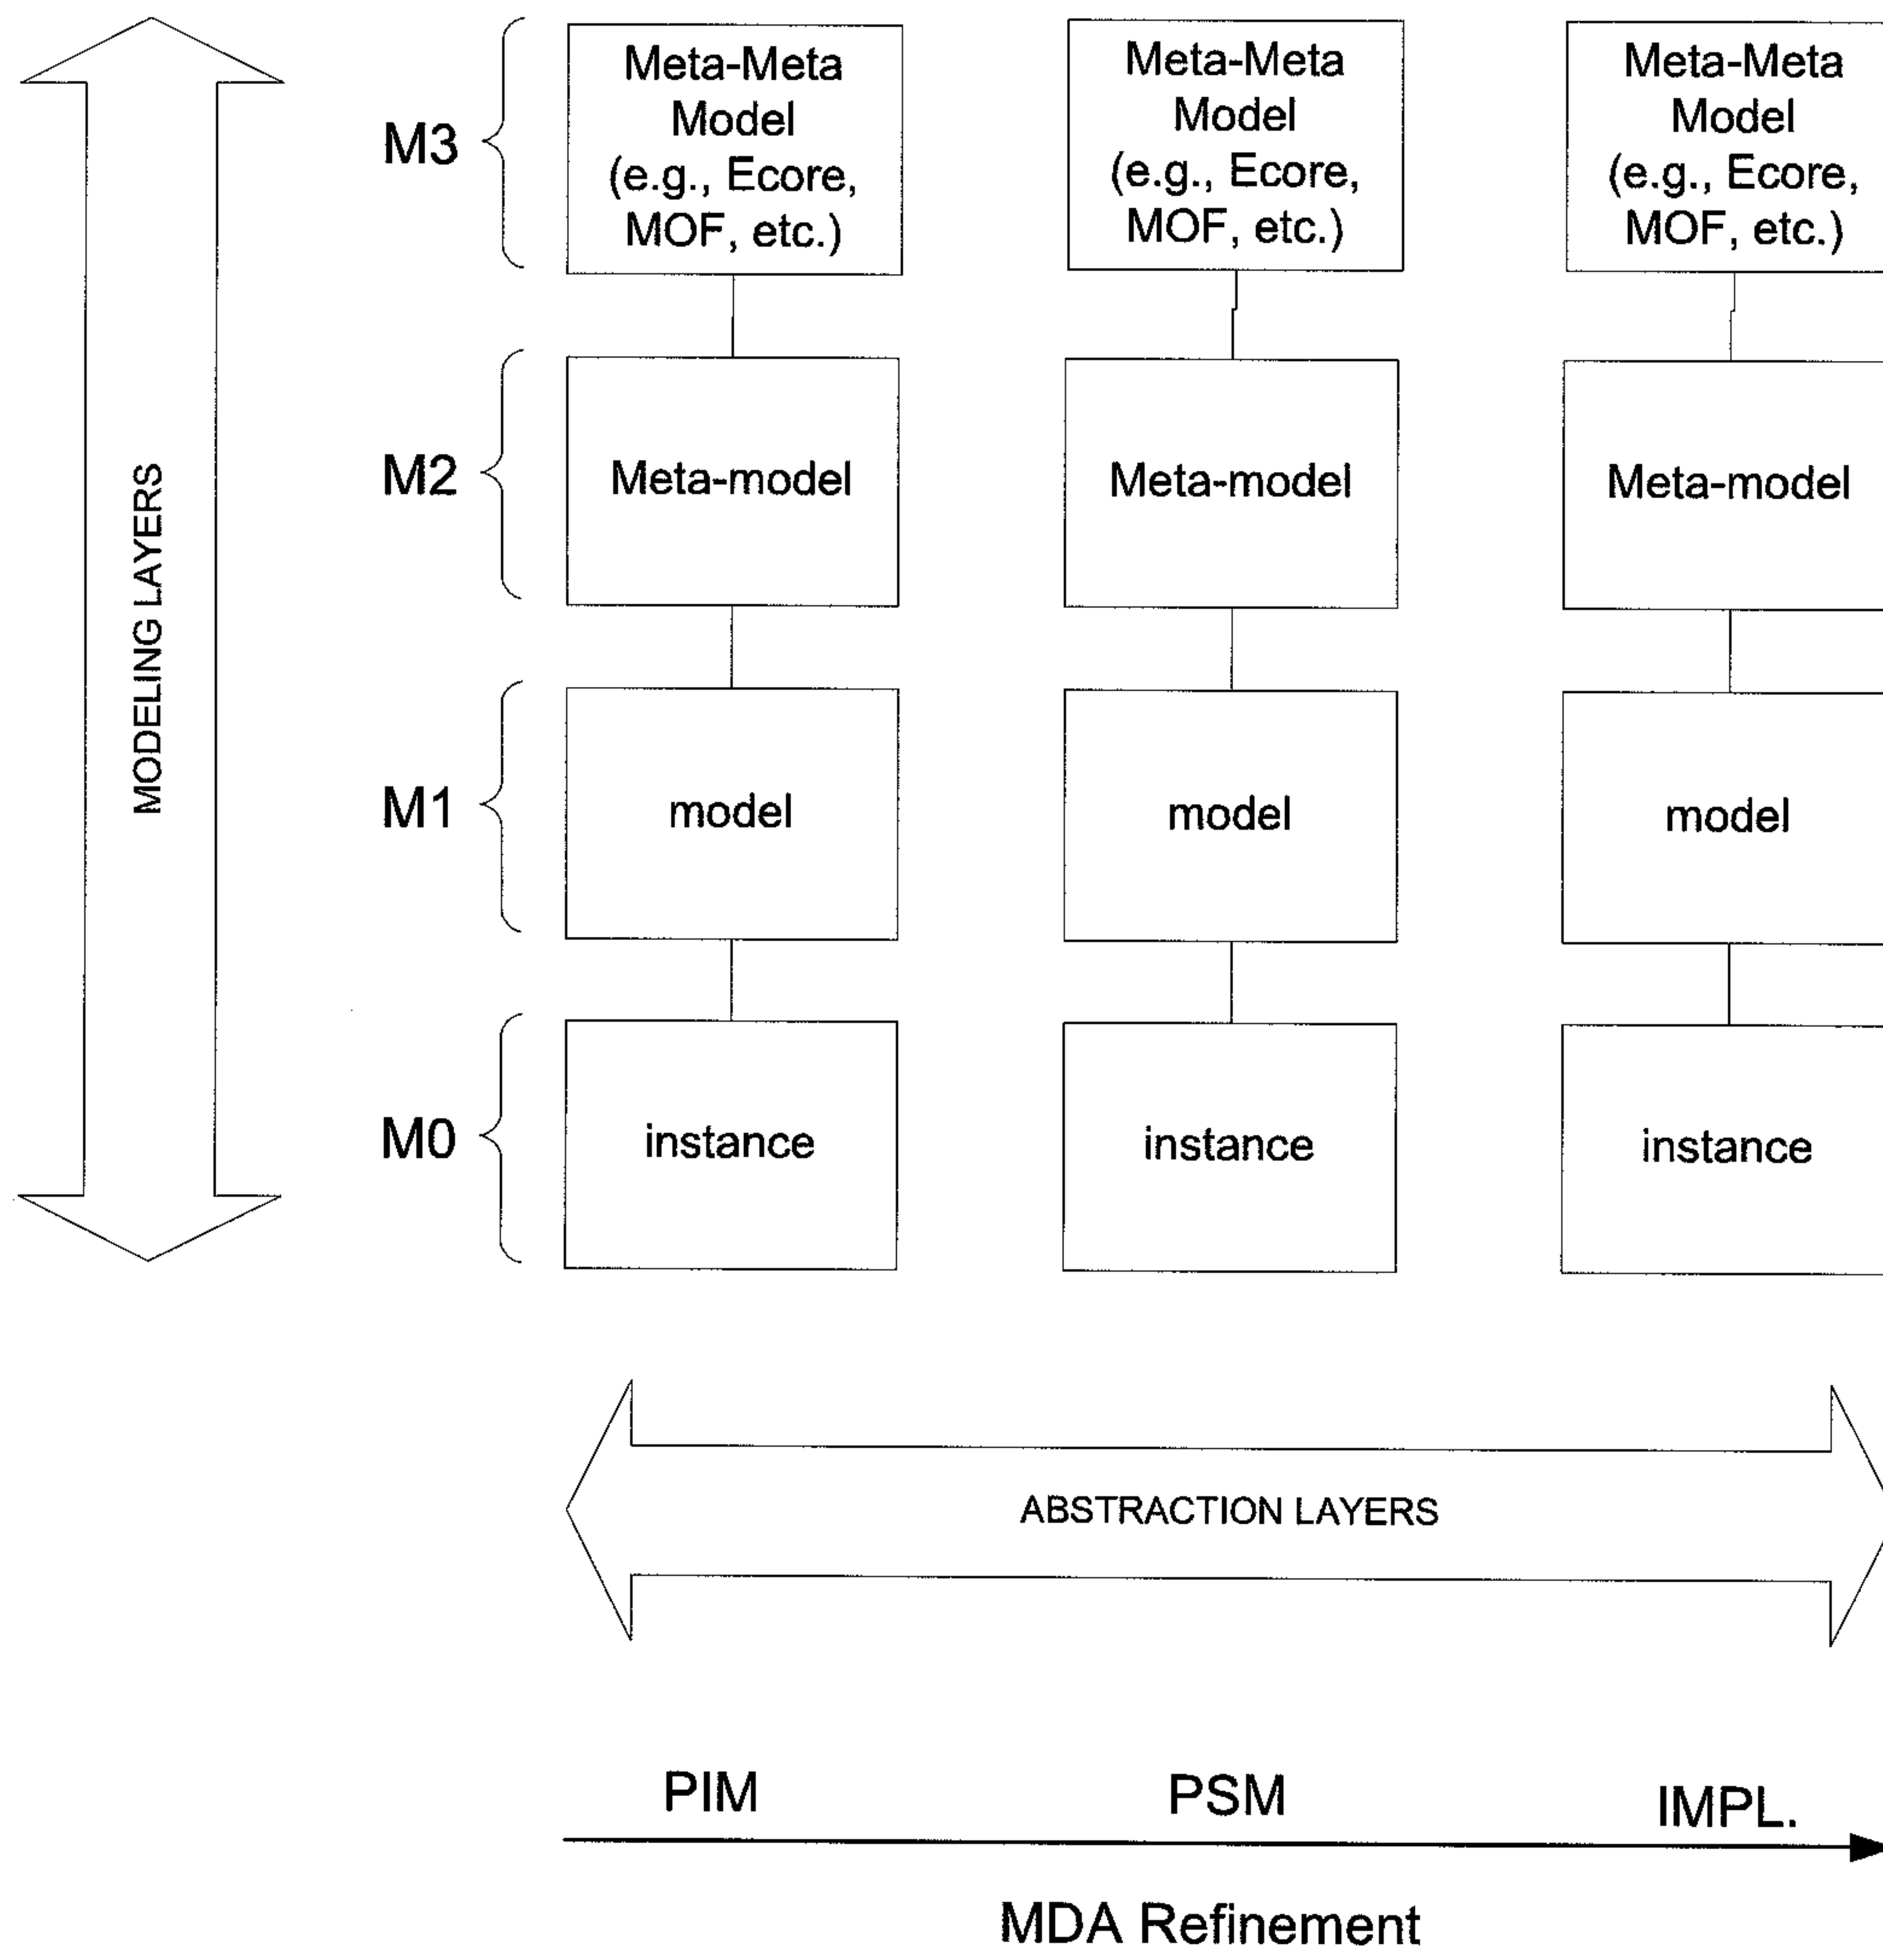 MODELING LAYERS
M3
Meta-Meta
Model
(e.g., Ecore,
MOF, etc.)
Meta-Meta
Model
(e.g., Ecore,
MOF, etc.)
Meta-Meta
Model
(e.g., Ecore,
MOF, etc.)
M2
Meta-model
Meta-model
Meta-model
M1
model
model
model
M0
instance
instance
instance
ABSTRACTION LAYERS
PIM
PSM
IMPL.
MDA Refinement